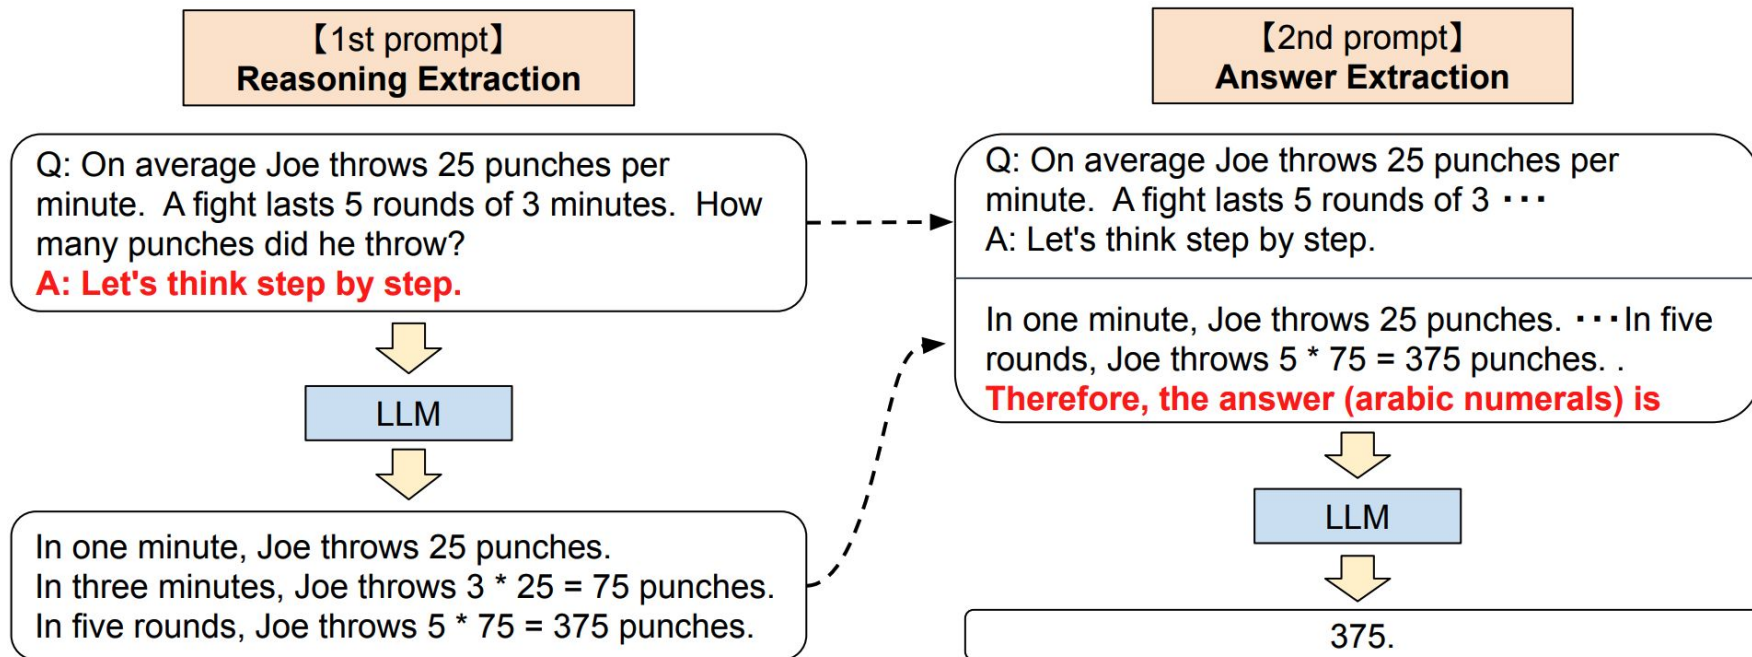 【1st prompt】
Reasoning Extraction
Q: On average Joe throws 25 punches per
minute.  A fight lasts 5 rounds of 3 minutes.  How
many punches did he throw?
A: Let's think step by step.
LLM
In one minute, Joe throws 25 punches.
In three minutes, Joe throws 3 * 25 = 75 punches.
In five rounds, Joe throws 5 * 75 = 375 punches.
【2nd prompt】
Answer Extraction
Q: On average Joe throws 25 punches per
minute.  A fight lasts 5 rounds of 3 ⋯
A: Let's think step by step.
In one minute, Joe throws 25 punches. ⋯In five
rounds, Joe throws 5 * 75 = 375 punches. .
Therefore, the answer (arabic numerals) is
LLM
375.